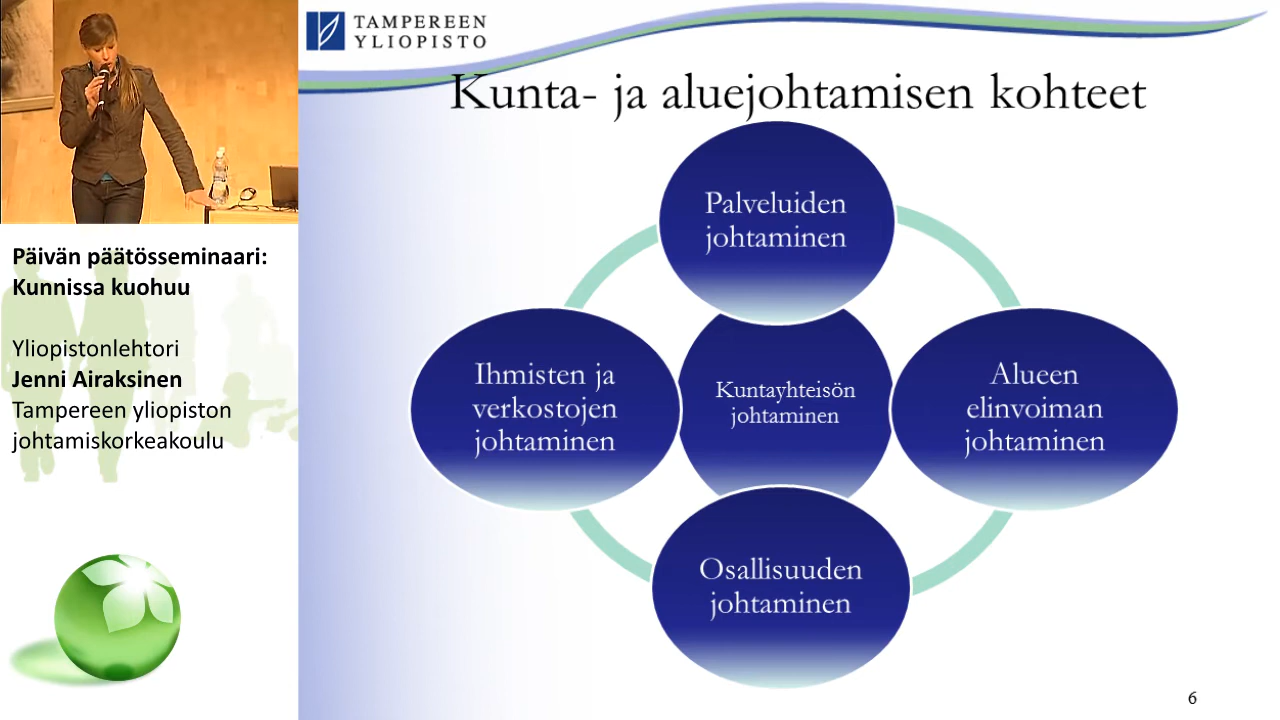 TAMPEREEN
YLIOPISTO
Kunta- ja aluejohtamisen kohteet
Palveluiden
johtaminen
Ihmisten ja
verkostojen
johtaminen
Kuntayhteisön
johtaminen
Alueen
elinvoiman
johtaminen
Osallisuuden
johtaminen
6
Päivän päätösseminaari:
Kunnissa kuohuu
Yliopistonlehtori
Jenni Airaksinen
Tampereen yliopiston
johtamiskorkeakoulu